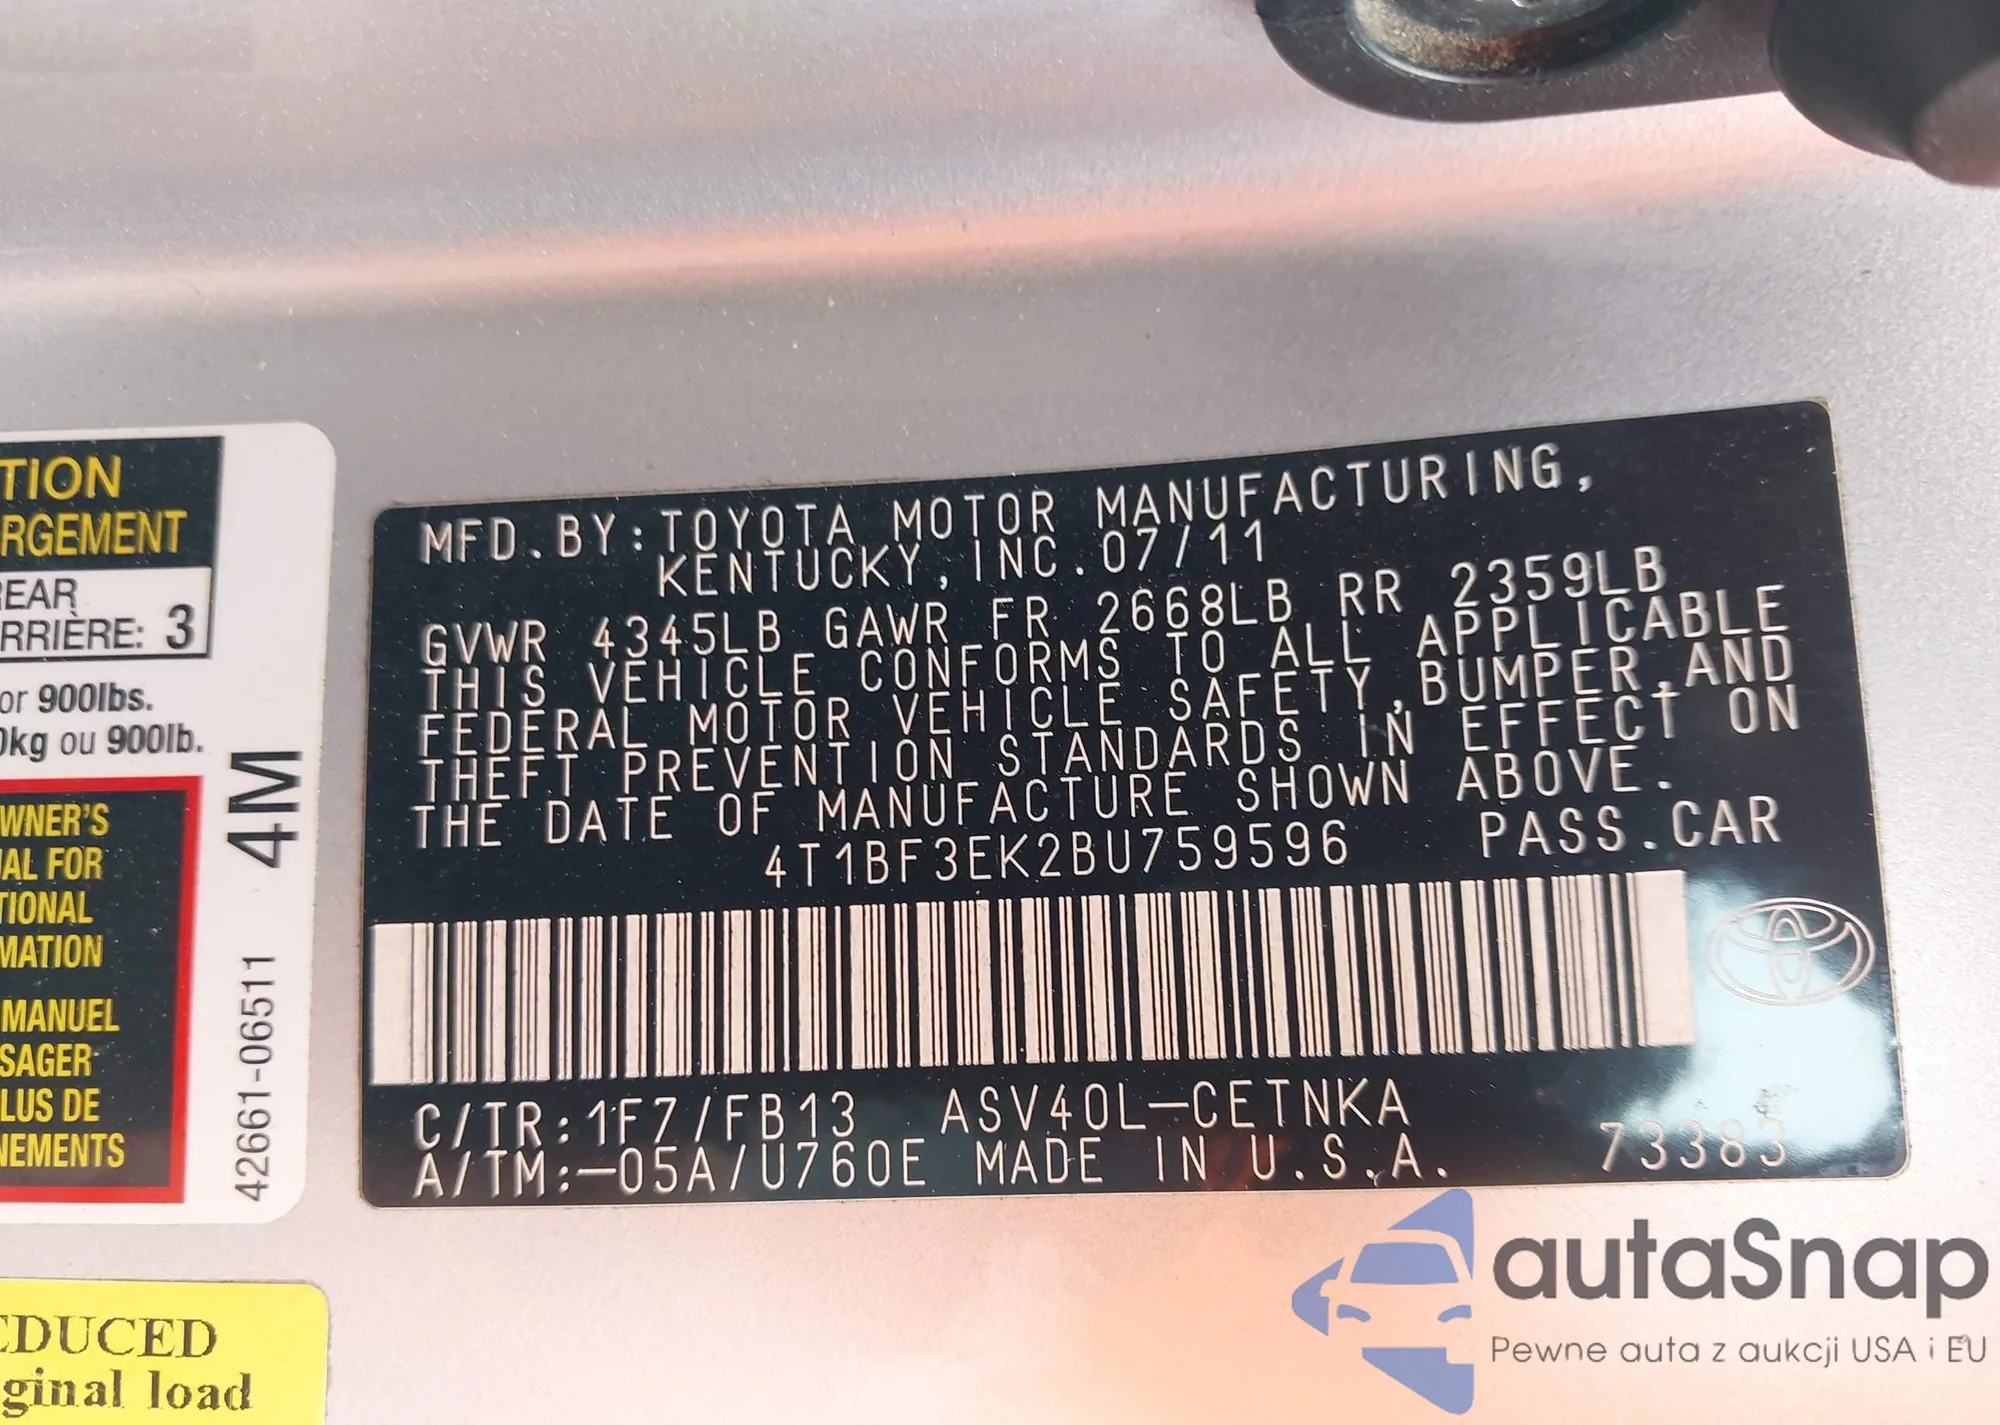 TION
RGEMENT
REAR
RRIÈRE: 3
or 900lbs.
0kg ou 900lb.
WNER'S
AL FOR
TIONAL
MATION
MANUEL
SAGER
LUS DE
NEMENTS
4M
42661-06511
EDUCED
ginal load
MFD.BY:TOYOTA MOTOR MANUFACTURING,
KENTUCKY,INC.07/11
GVWR 4345LB GAWR FR 2668LB RR 2359LB
THIS VEHICLE CONFORMS TO ALL APPLICABLE
FEDERAL MOTOR VEHICLE SAFETY,BUMPER,AND
THEFT PREVENTION STANDARDS IN EFFECT ON
THE DATE OF MANUFACTURE SHOWN ABOVE.
4T1BF3EK2BU759596 PASS.CAR
C/TR:1F7/FB13 ASV40L-CETNKA
A/TM:-05A/U760E MADE IN U.S.A. 73383
autaSnap
Pewne auta z aukcji USA i EU